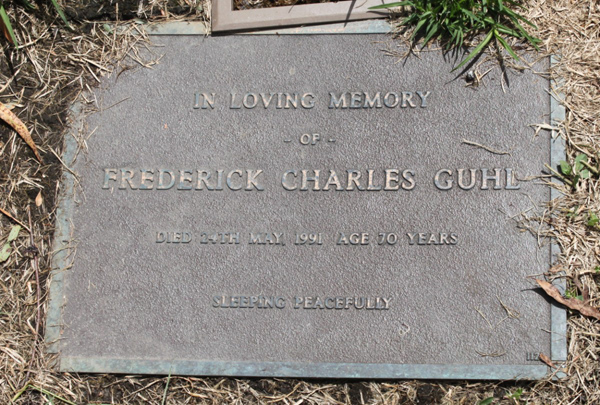 IN LOVING MEMORY
- OF -
FREDERICK CHARLES GUHL
DIED 24TH MAY, 1991 AGE 70 YEARS
SLEEPING PEACEFULLY